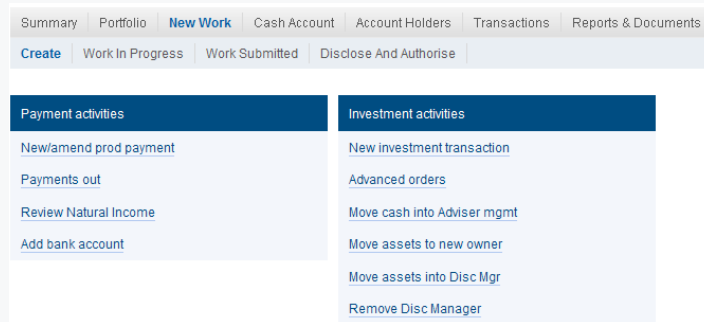 Summary Portfolio New Work Cash Account Account Holders Transactions Reports & Documents
Create Work In Progress Work Submitted Disclose And Authorise
Payment activities
New/amend prod payment
Payments out
Review Natural Income
Add bank account
Investment activities
New investment transaction
Advanced orders
Move cash into Adviser mgmt
Move assets to new owner
Move assets into Disc Mgr
Remove Disc Manager